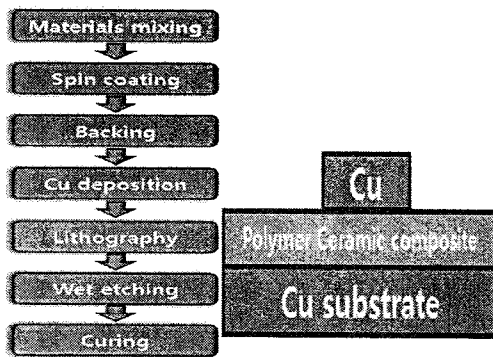 Materials mixing
Spin coating
Backing
Cu deposition
Lithography
Wet etching
Curing
Cu
Polymer Ceramic composite
Cu substrate